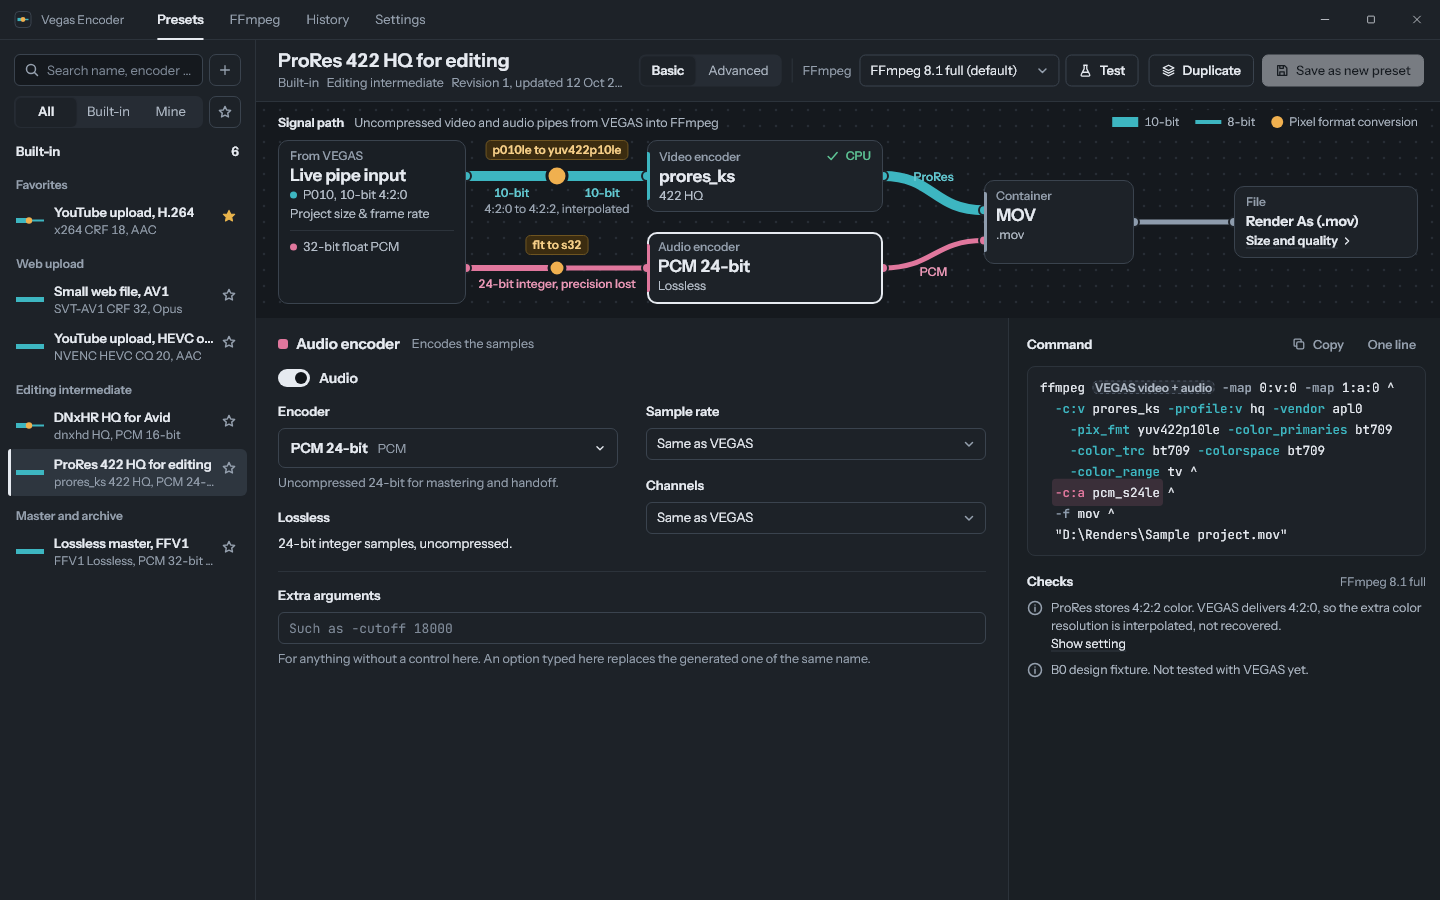 Vegas Encoder
Presets
FFmpeg
History
Settings
Search name, encoder ...
All
Built-in
Mine
Built-in
6
Favorites
YouTube upload, H.264
x264 CRF 18, AAC
Web upload
Small web file, AV1
SVT-AV1 CRF 32, Opus
YouTube upload, HEVC o...
NVENC HEVC CQ 20, AAC
Editing intermediate
DNxHR HQ for Avid
dnxhd HQ, PCM 16-bit
ProRes 422 HQ for editing
prores_ks 422 HQ, PCM 24-...
Master and archive
Lossless master, FFV1
FFV1 Lossless, PCM 32-bit ...
ProRes 422 HQ for editing
Built-in Editing intermediate Revision 1, updated 12 Oct 2...
Basic
Advanced
FFmpeg
FFmpeg 8.1 full (default)
Test
Duplicate
Save as new preset
Signal path
Uncompressed video and audio pipes from VEGAS into FFmpeg
10-bit
8-bit
Pixel format conversion
From VEGAS
Live pipe input
P010, 10-bit 4:2:0
Project size & frame rate
32-bit float PCM
p010le to yuv422p10le
10-bit
10-bit
4:2:0 to 4:2:2, interpolated
flt to s32
24-bit integer, precision lost
Video encoder
CPU
prores_ks
422 HQ
Audio encoder
PCM 24-bit
Lossless
ProRes
PCM
Container
MOV
.mov
File
Render As (.mov)
Size and quality
Audio encoder
Encodes the samples
Audio
Encoder
PCM 24-bit PCM
Uncompressed 24-bit for mastering and handoff.
Lossless
24-bit integer samples, uncompressed.
Sample rate
Same as VEGAS
Channels
Same as VEGAS
Extra arguments
Such as -cutoff 18000
For anything without a control here. An option typed here replaces the generated one of the same name.
Command
Copy
One line
ffmpeg VEGAS video + audio -map 0:v:0 -map 1:a:0 ^
-c:v prores_ks -profile:v hq -vendor apl0
-pix_fmt yuv422p10le -color_primaries bt709
-color_trc bt709 -colorspace bt709
-color_range tv ^
-c:a pcm_s24le ^
-f mov ^
"D:\Renders\Sample project.mov"
Checks
FFmpeg 8.1 full
ProRes stores 4:2:2 color. VEGAS delivers 4:2:0, so the extra color
resolution is interpolated, not recovered.
Show setting
B0 design fixture. Not tested with VEGAS yet.